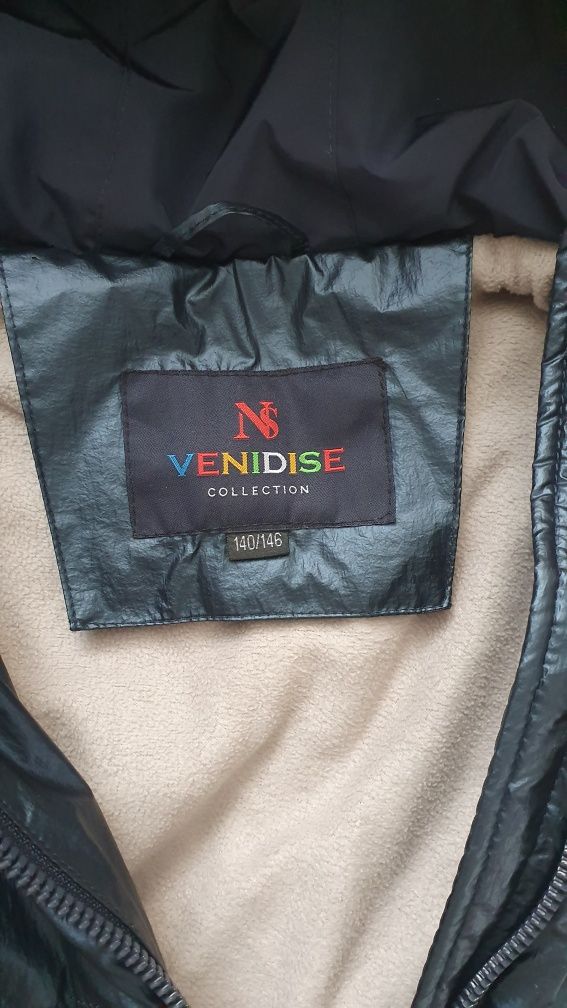 NS
VENIDISE
COLLECTION
140/146